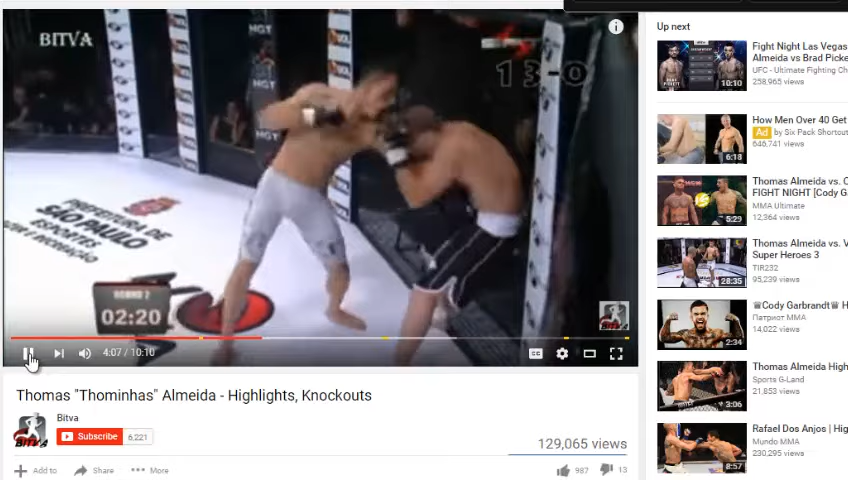 BITVA
HGT
HGT
HGT
13-0
PREFEITURA DE
SÃO PAULO
ESPORTES
ROUND 2
02:20
4:07 / 10:10
CC
Thomas "Thominhas" Almeida - Highlights, Knockouts
Bitva
BITVA
Subscribe 6,221
129,065 views
Add to Share More
987 13
Up next
Fight Night Las Vegas
Almeida vs Brad Picke
UFC - Ultimate Fighting Ch
258,965 views
10:10
How Men Over 40 Get
Ad by Six Pack Shortcut
646,741 views
6:18
Thomas Almeida vs. C
FIGHT NIGHT [Cody G
MMA Ultimate
12,364 views
5:29
Thomas Almeida vs. V
Super Heroes 3
TIR232
95,239 views
28:35
♛Cody Garbrandt♛ H
Патриот ММА
14,022 views
2:34
Thomas Almeida High
Sports G-Land
21,853 views
3:06
Rafael Dos Anjos | Hig
Mundo MMA
230,295 views
8:57